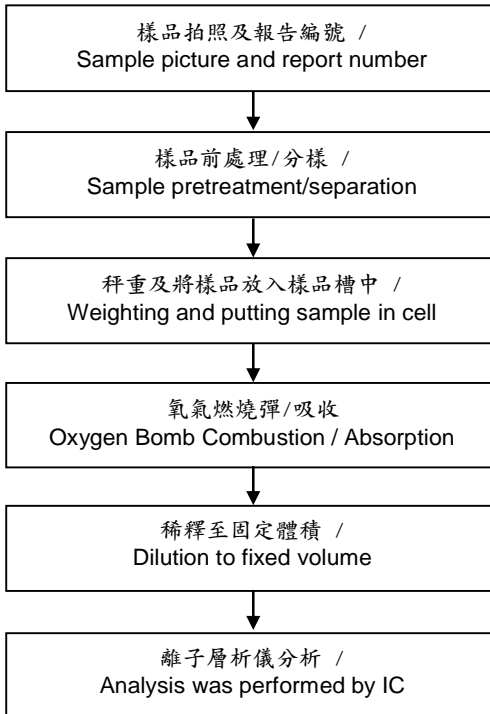 樣品拍照及報告編號 /
Sample picture and report number
樣品前處理/分樣 /
Sample pretreatment/separation
秤重及將樣品放入樣品槽中 /
Weighting and putting sample in cell
氧氣燃燒彈/吸收
Oxygen Bomb Combustion / Absorption
稀釋至固定體積 /
Dilution to fixed volume
離子層析儀分析 /
Analysis was performed by IC